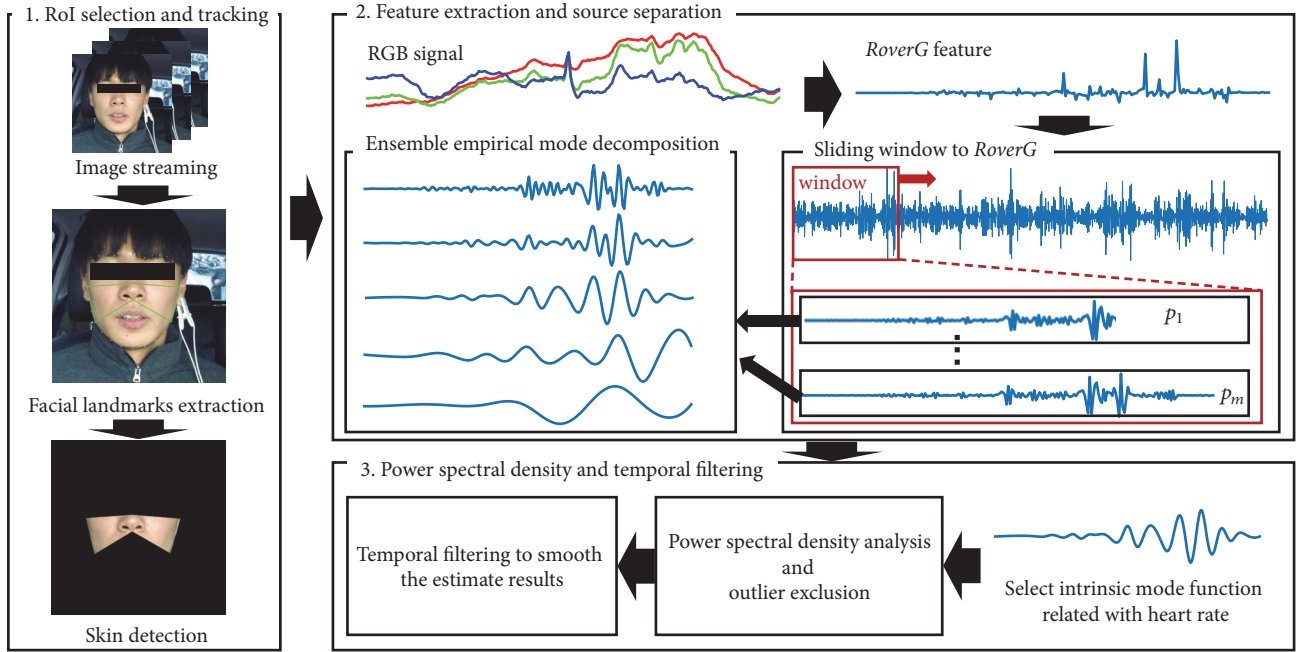 1. RoI selection and tracking
Image streaming
Facial landmarks extraction
Skin detection
2. Feature extraction and source separation
RGB signal
RoverG feature
Sliding window to RoverG
window
p1
pm
Ensemble empirical mode decomposition
3. Power spectral density and temporal filtering
Select intrinsic mode function
related with heart rate
Power spectral density analysis
and
outlier exclusion
Temporal filtering to smooth
the estimate results